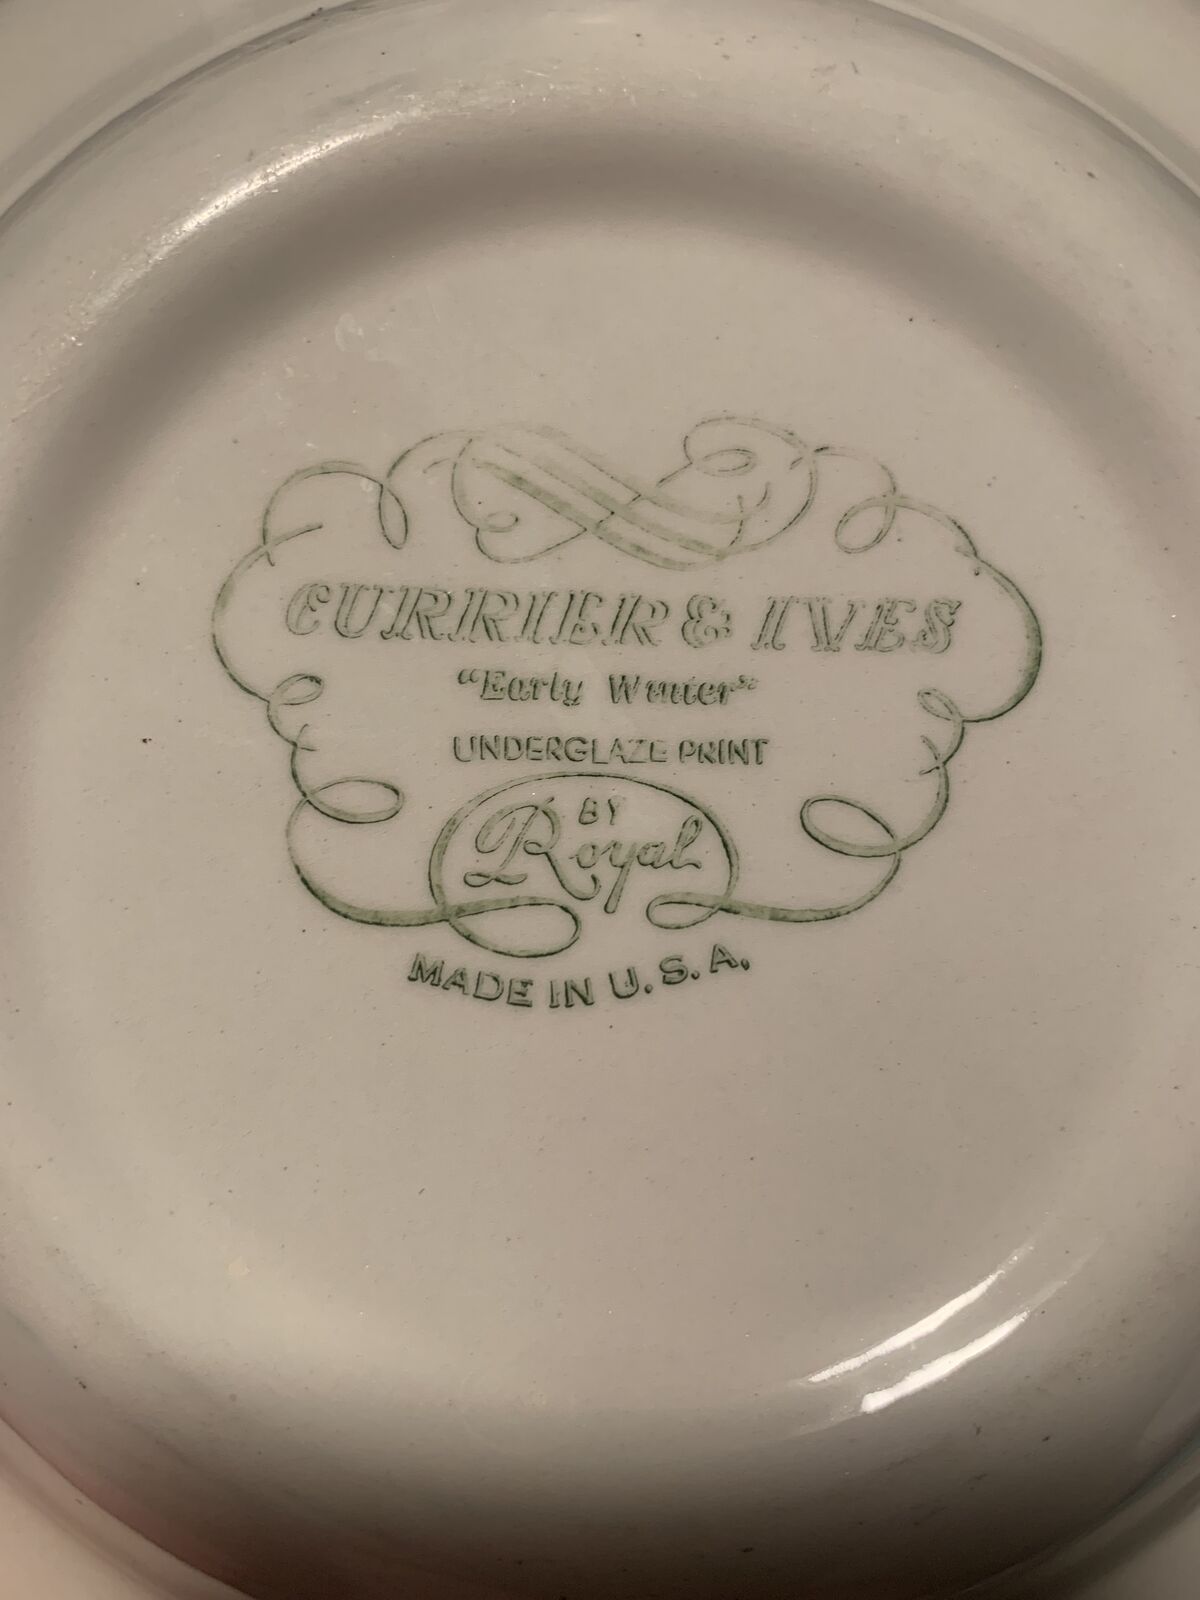 CURRIER & IVES
"Early Winter"
UNDERGLAZE PRINT
BY
Royal
MADE IN U.S.A.